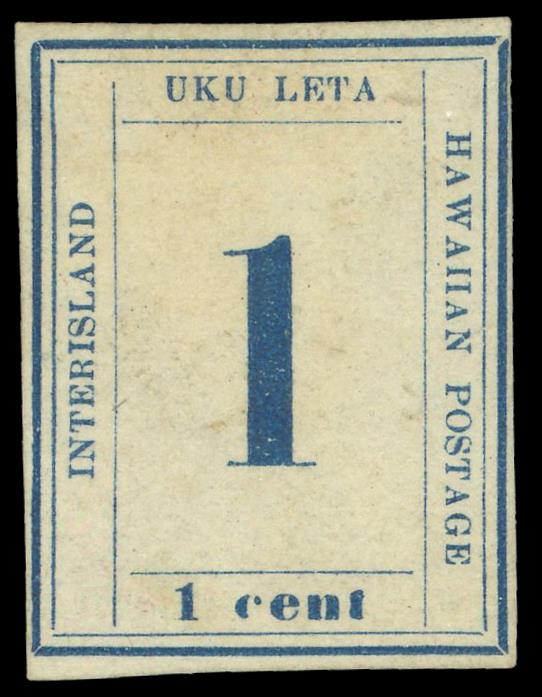 UKU LETA
INTERISLAND
1
HAWAIIAN POSTAGE
1 cent